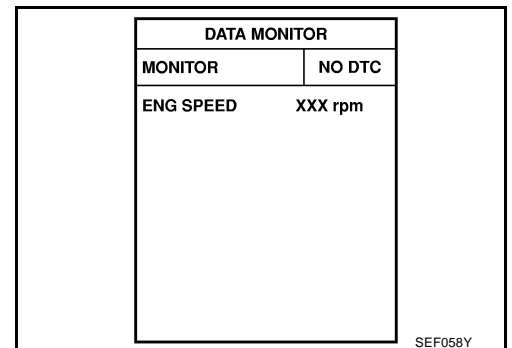 DATA MONITOR
MONITOR NO DTC
ENG SPEED XXX rpm
SEF058Y